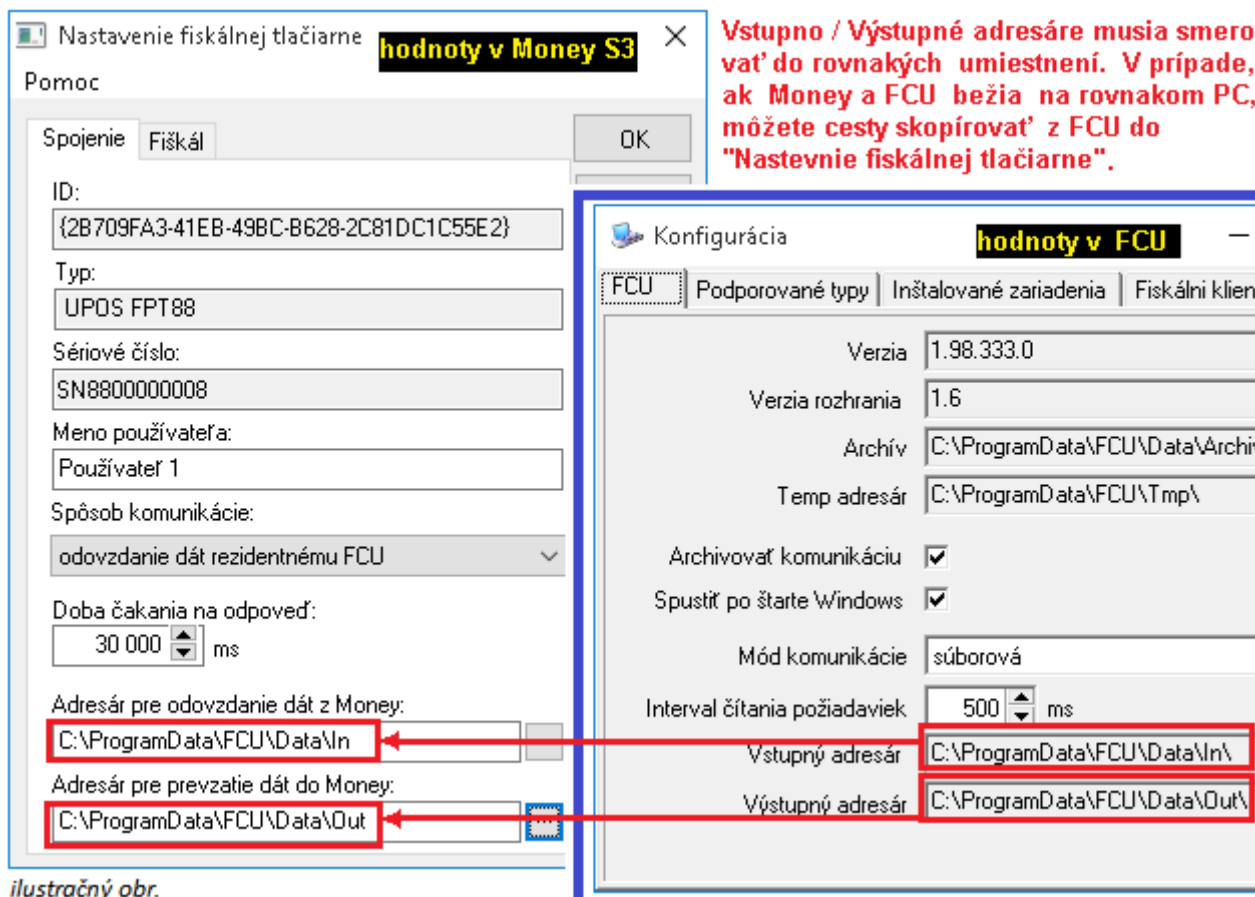 Nastavenie fiskálnej tlačiarne
hodnoty v Money S3
Pomoc
Spojenie
Fiškál
OK
ID:
{2B709FA3-41EB-49BC-B628-2C81DC1C55E2}
Typ:
UPOS FPT88
Sériové číslo:
SN8800000008
Meno používateľa:
Používateľ 1
Spôsob komunikácie:
odovzdanie dát rezidentnému FCU
Doba čakania na odpoveď:
30 000 ms
Adresár pre odovzdanie dát z Money:
C:\ProgramData\FCU\Data\In
Adresár pre prevzatie dát do Money:
C:\ProgramData\FCU\Data\Out
...
ilustračný obr.
Vstupno / Výstupné adresáre musia smero
vať do rovnakých umiestnení. V prípade,
ak Money a FCU bežia na rovnakom PC,
môžete cesty skopírovať z FCU do
"Nastevnie fiskálnej tlačiarne".
Konfigurácia
hodnoty v FCU
FCU
Podporované typy
Inštalované zariadenia
Fiskálni klien
Verzia 1.98.333.0
Verzia rozhrania 1.6
Archív C:\ProgramData\FCU\Data\Archiv
Temp adresár C:\ProgramData\FCU\Tmp\
Archivovať komunikáciu
Spustiť po štarte Windows
Mód komunikácie súborová
Interval čítania požiadaviek 500 ms
Vstupný adresár C:\ProgramData\FCU\Data\In\
Výstupný adresár C:\ProgramData\FCU\Data\Out\